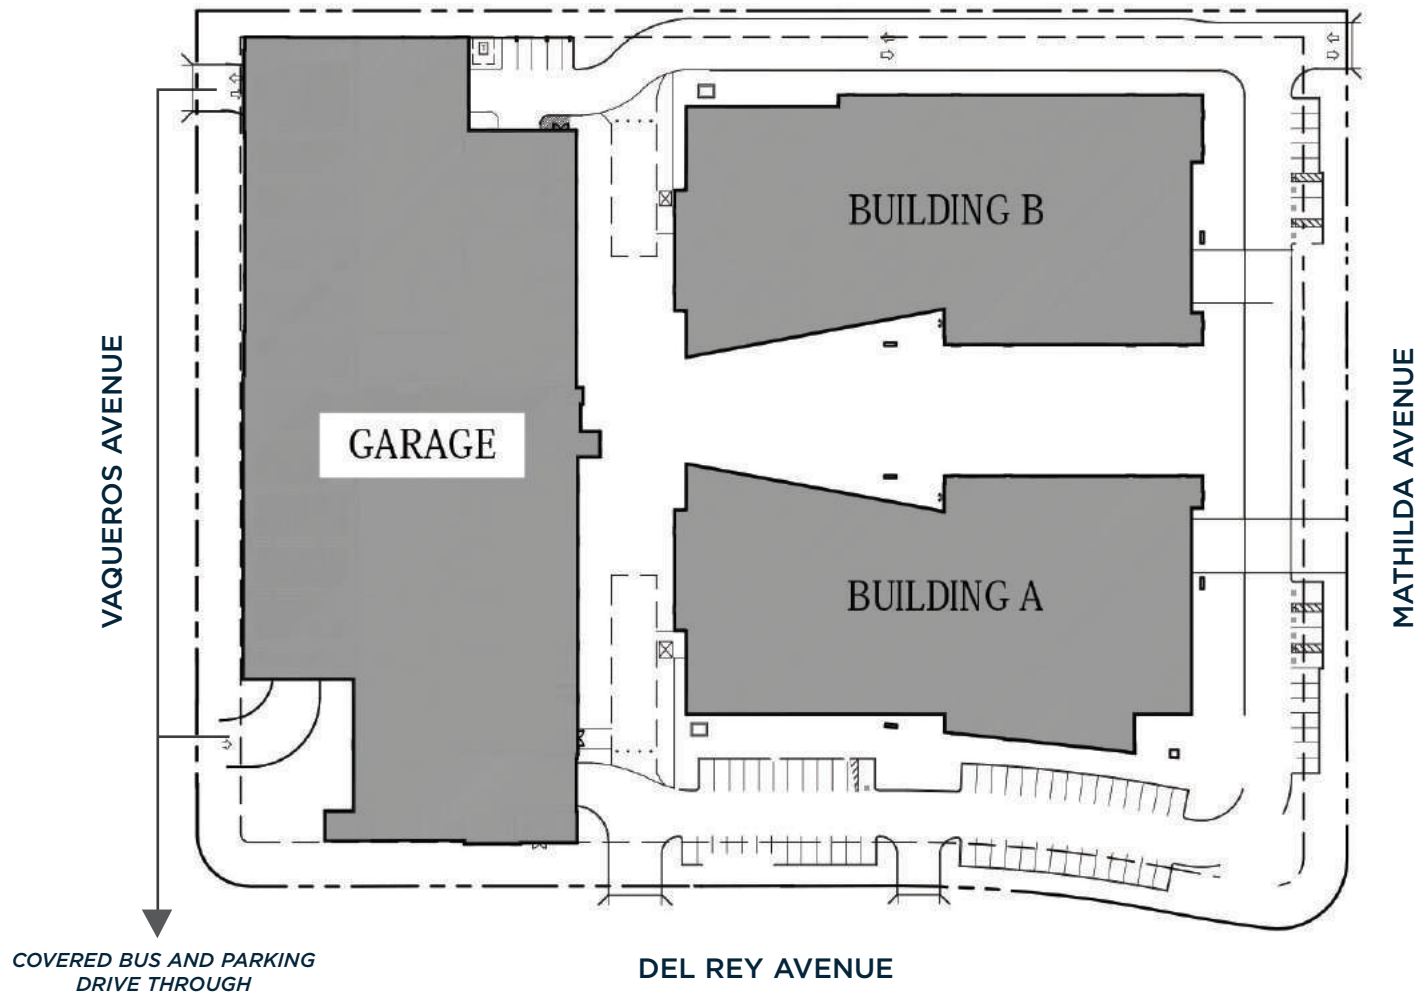 BUILDING B
VAQUEROS AVENUE
GARAGE
MATHILDA AVENUE
BUILDING A
COVERED BUS AND PARKING
DRIVE THROUGH
DEL REY AVENUE